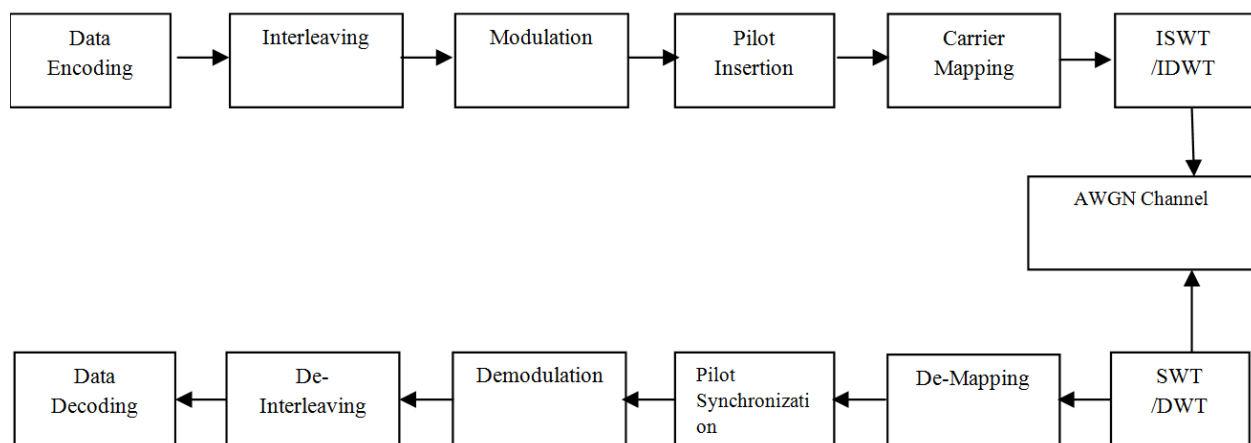 Data
Encoding
Interleaving
Modulation
Pilot
Insertion
Carrier
Mapping
ISWT
/IDWT
AWGN Channel
Data
Decoding
De-
Interleaving
Demodulation
Pilot
Synchronizati
on
De-Mapping
SWT
/DWT